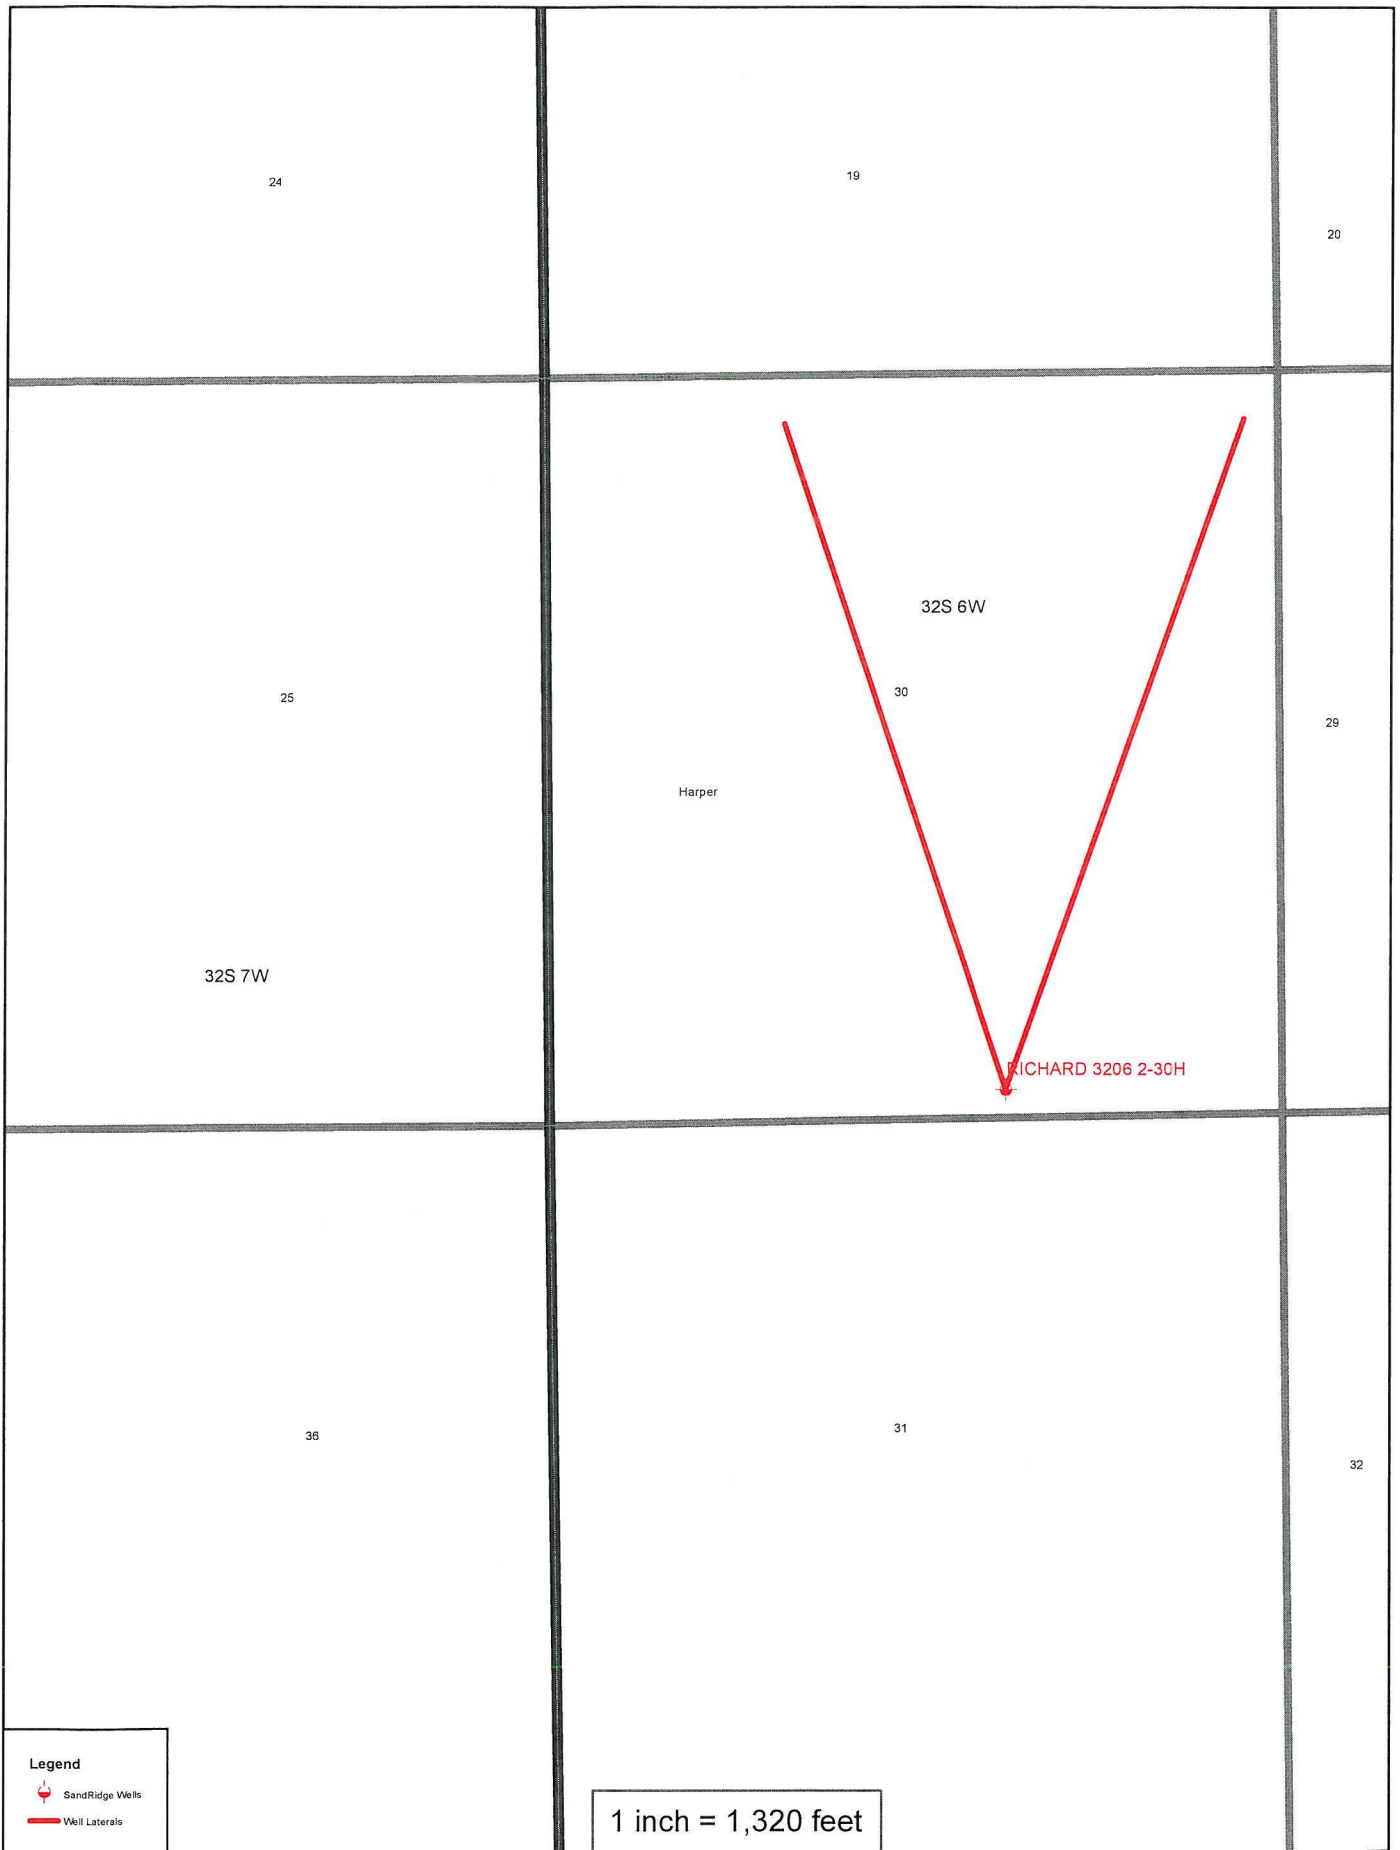 24
19
20
32S 6W
30
25
29
Harper
32S 7W
RICHARD 3206 2-30H
31
36
32
Legend
SandRidge Wells
Well Laterals
1 inch = 1,320 feet